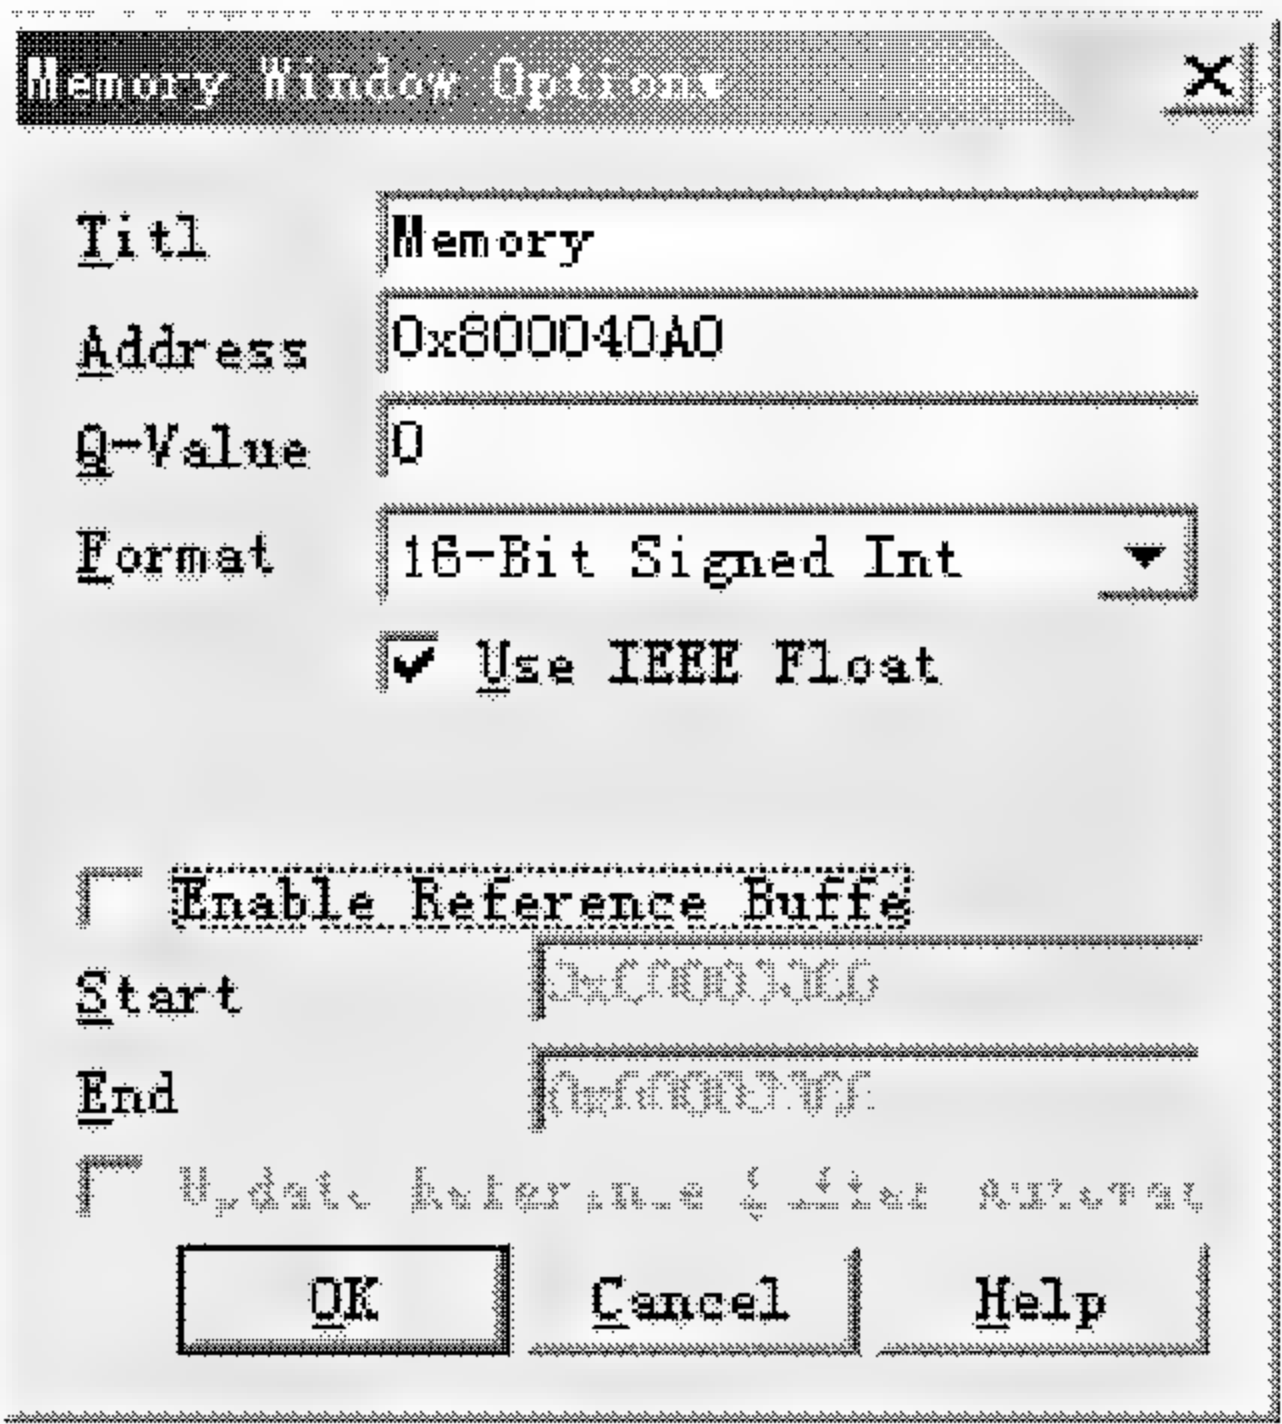 Memory Window Options
Titl Memory
Address 0x800040A0
Q-Value 0
Format 16-Bit Signed Int
Use IEEE Float
Enable Reference Buffe
Start
End
OK Cancel Help